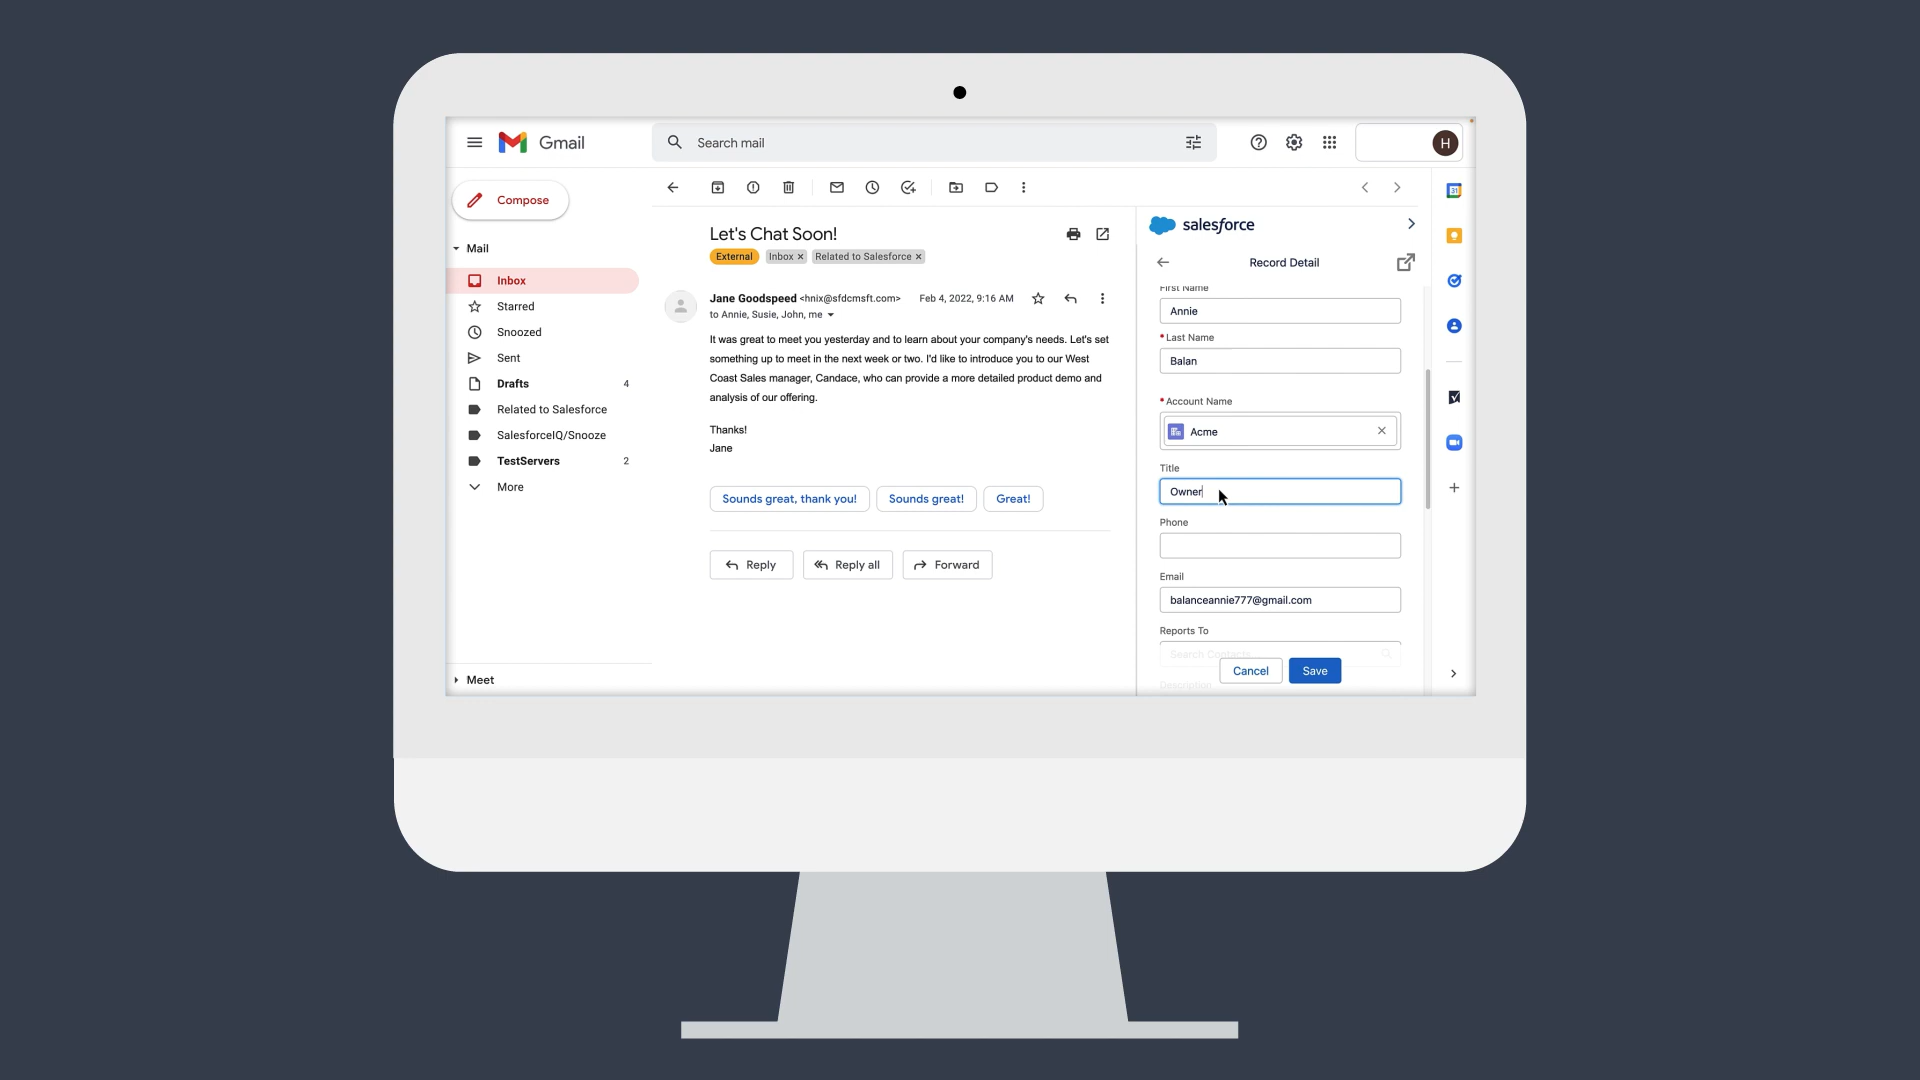 Gmail
Search mail
H
Compose
Mail
Inbox
Starred
Snoozed
Sent
Drafts 4
Related to Salesforce
SalesforceIQ/Snooze
TestServers 2
More
Meet
Let's Chat Soon!
External Inbox × Related to Salesforce ×
Jane Goodspeed <hnix@sfdcmsft.com> Feb 4, 2022, 9:16 AM
to Annie, Susie, John, me
It was great to meet you yesterday and to learn about your company's needs. Let's set
something up to meet in the next week or two. I'd like to introduce you to our West
Coast Sales manager, Candace, who can provide a more detailed product demo and
analysis of our offering.
Thanks!
Jane
Sounds great, thank you! Sounds great! Great!
Reply Reply all Forward
salesforce
Record Detail
First Name
Annie
* Last Name
Balan
* Account Name
Acme
Title
Owner
Phone
Email
balanceannie777@gmail.com
Reports To
Search Contacts
Cancel Save
Description
31